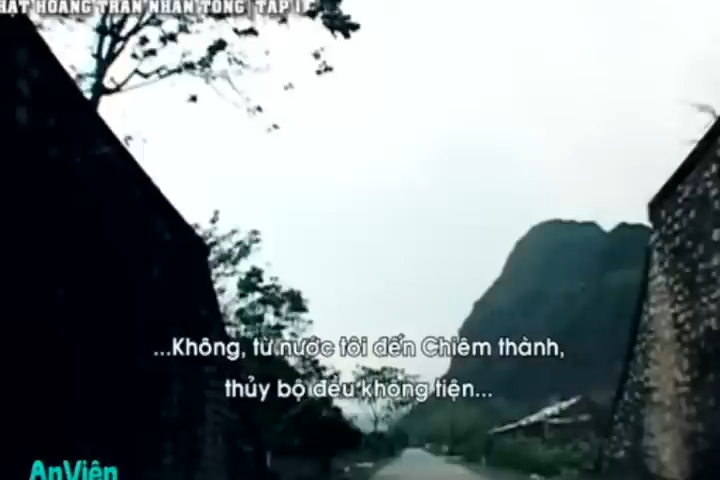 HẬT HOÀNG TRẦN NHÂN TÔNG| TẬP 1
...Không, từ nước tôi đến Chiêm thành,
thủy bộ đều không tiện...
AnViên